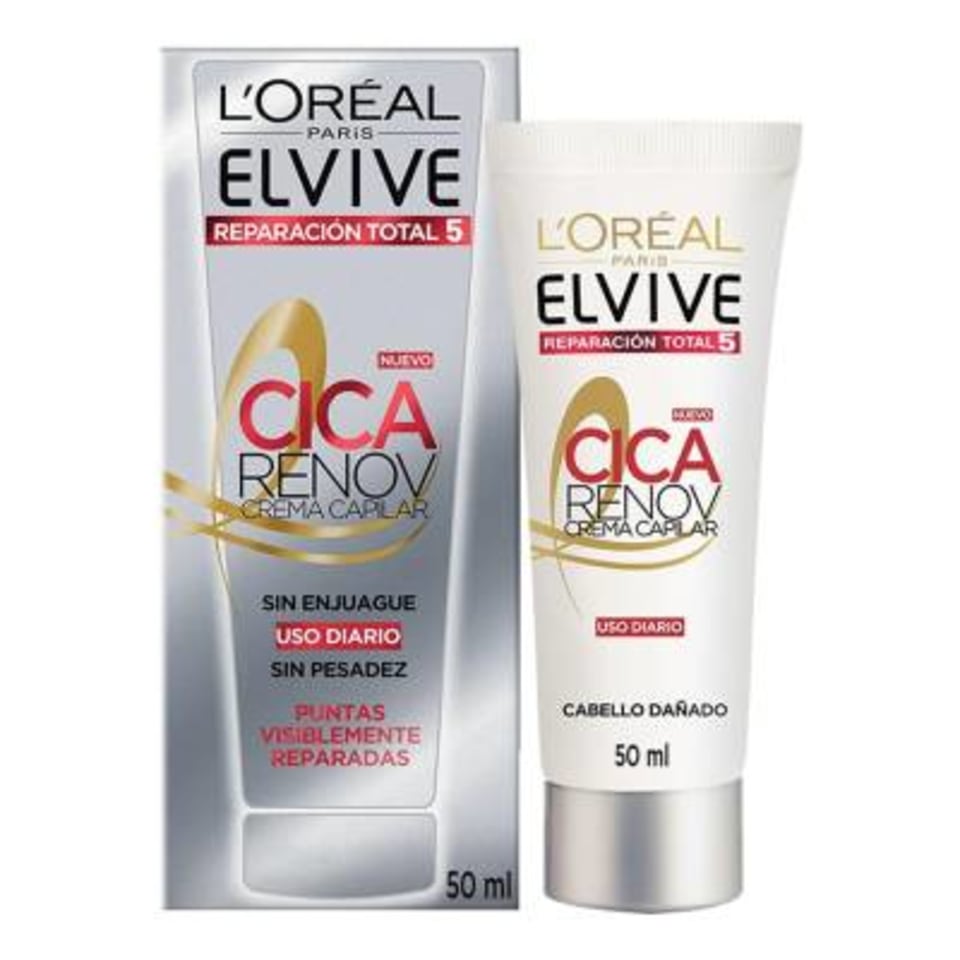 L'ORÉAL
PARiS
ELVIVE
REPARACIÓN TOTAL 5
NUEVO
CICA
RENOV
CREMA CAPILAR
SIN ENJUAGUE
USO DIARIO
SIN PESADEZ
PUNTAS
VISIBLEMENTE
REPARADAS
50 ml
L'ORÉAL
PARiS
ELVIVE
REPARACIÓN TOTAL 5
NUEVO
CICA
RENOV
CREMA CAPILAR
USO DIARIO
CABELLO DAÑADO
50 ml